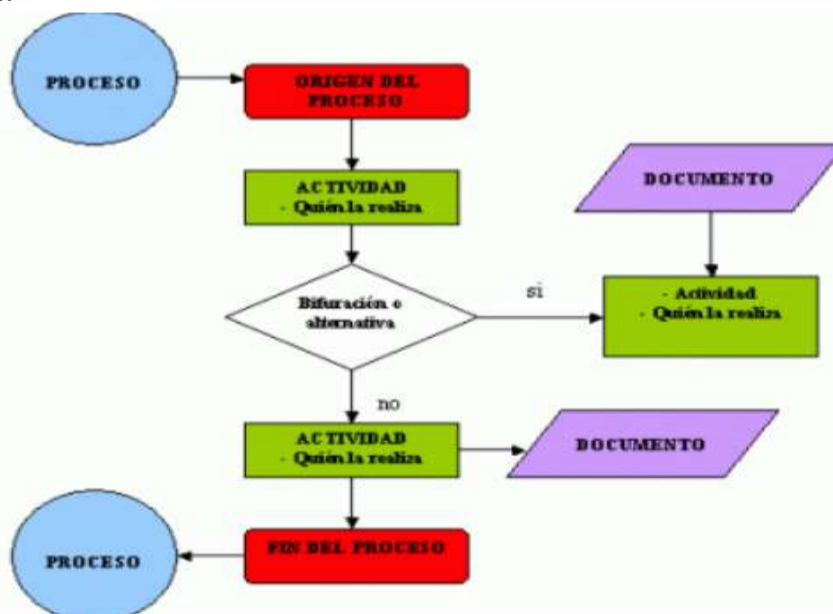 PROCESO
ORIGEN DEL
PROCESO
ACTIVIDAD
- Quién la realiza
DOCUMENTO
Bifuración o
alternativa
si
- Actividad
- Quién la realiza
no
ACTIVIDAD
- Quién la realiza
DOCUMENTO
FIN DEL PROCESO
PROCESO